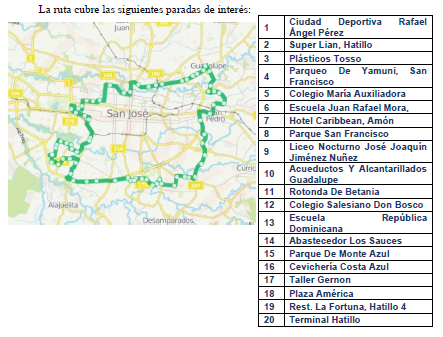 La ruta cubre las siguientes paradas de interés:
Juan
Guadalupe
San José
San
Pedro
Curri
Alajuelita
Desamparados
1 Ciudad Deportiva Rafael
Ángel Pérez
2 Super Lian, Hatillo
3 Plásticos Tosso
4 Parqueo De Yamuni, San
Francisco
5 Colegio María Auxiliadora
6 Escuela Juan Rafael Mora,
7 Hotel Caribbean, Amón
8 Parque San Francisco
9 Liceo Nocturno José Joaquín
Jiménez Nuñez
10 Acueductos Y Alcantarillados
Guadalupe
11 Rotonda De Betania
12 Colegio Salesiano Don Bosco
13 Escuela República
Dominicana
14 Abastecedor Los Sauces
15 Parque De Monte Azul
16 Cevichería Costa Azul
17 Taller Gernon
18 Plaza América
19 Rest. La Fortuna, Hatillo 4
20 Terminal Hatillo